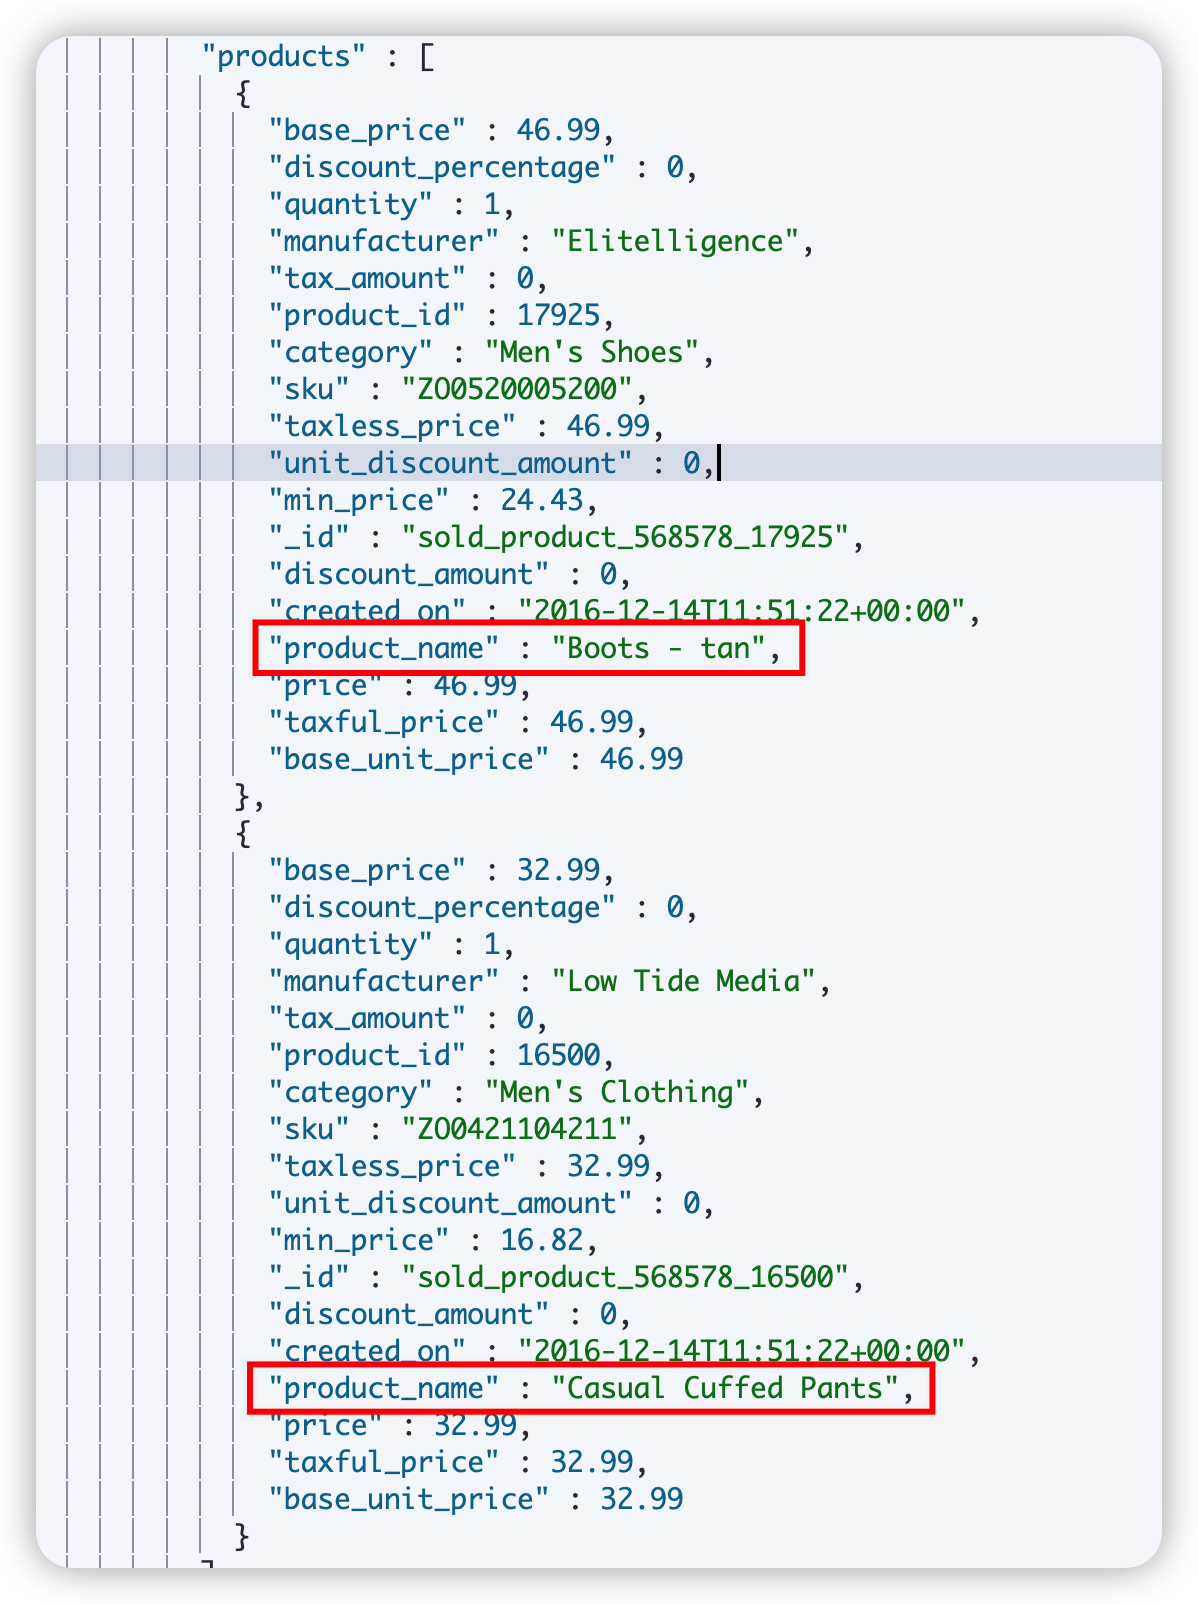 "products" : [
{
"base_price" : 46.99,
"discount_percentage" : 0,
"quantity" : 1,
"manufacturer" : "Elitelligence",
"tax_amount" : 0,
"product_id" : 17925,
"category" : "Men's Shoes",
"sku" : "ZO0520005200",
"taxless_price" : 46.99,
"unit_discount_amount" : 0,
"min_price" : 24.43,
"_id" : "sold_product_568578_17925",
"discount_amount" : 0,
"created_on" : "2016-12-14T11:51:22+00:00",
"product_name" : "Boots - tan",
"price" : 46.99,
"taxful_price" : 46.99,
"base_unit_price" : 46.99
},
{
"base_price" : 32.99,
"discount_percentage" : 0,
"quantity" : 1,
"manufacturer" : "Low Tide Media",
"tax_amount" : 0,
"product_id" : 16500,
"category" : "Men's Clothing",
"sku" : "ZO0421104211",
"taxless_price" : 32.99,
"unit_discount_amount" : 0,
"min_price" : 16.82,
"_id" : "sold_product_568578_16500",
"discount_amount" : 0,
"created_on" : "2016-12-14T11:51:22+00:00",
"product_name" : "Casual Cuffed Pants",
"price" : 32.99,
"taxful_price" : 32.99,
"base_unit_price" : 32.99
}
]